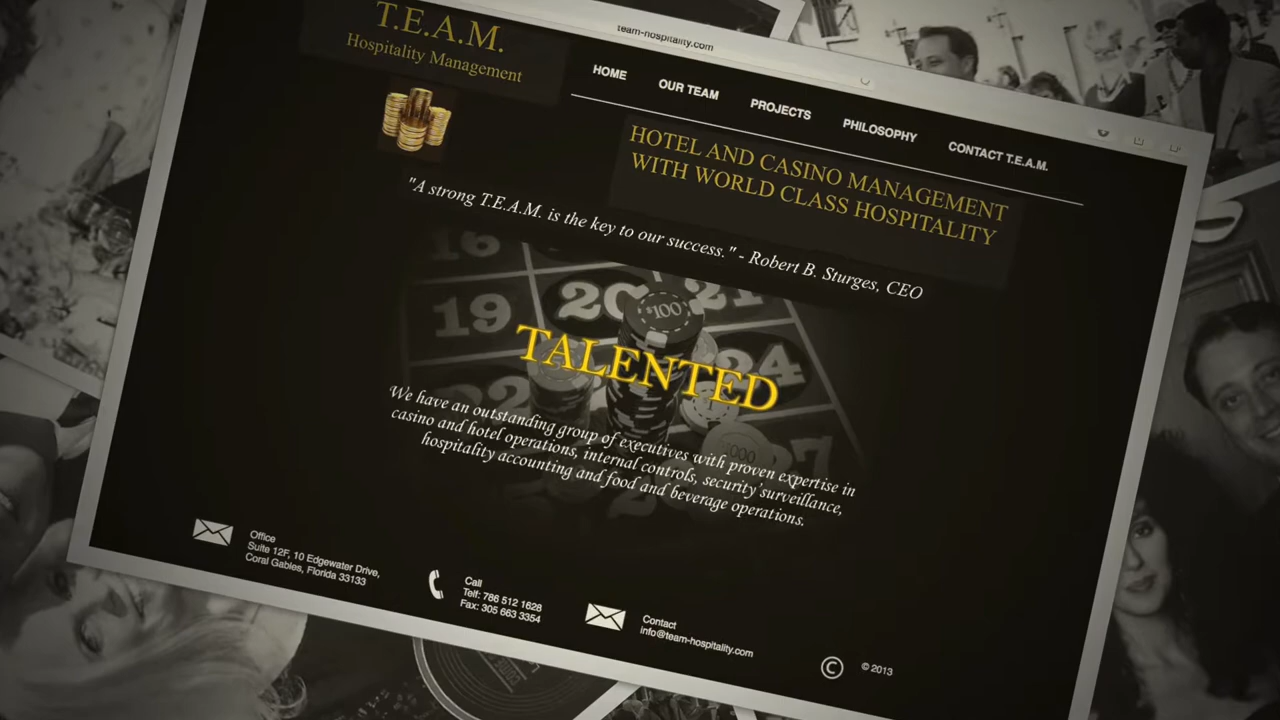 team-hospitality.com
T.E.A.M.
Hospitality Management
HOME
OUR TEAM
PROJECTS
PHILOSOPHY
CONTACT T.E.A.M.
HOTEL AND CASINO MANAGEMENT
WITH WORLD CLASS HOSPITALITY
"A strong T.E.A.M. is the key to our success." - Robert B. Sturges, CEO
16
19
20
21
$100
24
22
27
TALENTED
We have an outstanding group of executives with proven expertise in
casino and hotel operations, internal controls, security surveillance,
hospitality accounting and food and beverage operations.
Office
Suite 12F, 10 Edgewater Drive,
Coral Gables, Florida 33133
Call
Telf: 786 512 1628
Fax: 305 663 3354
Contact
info@team-hospitality.com
© 2013